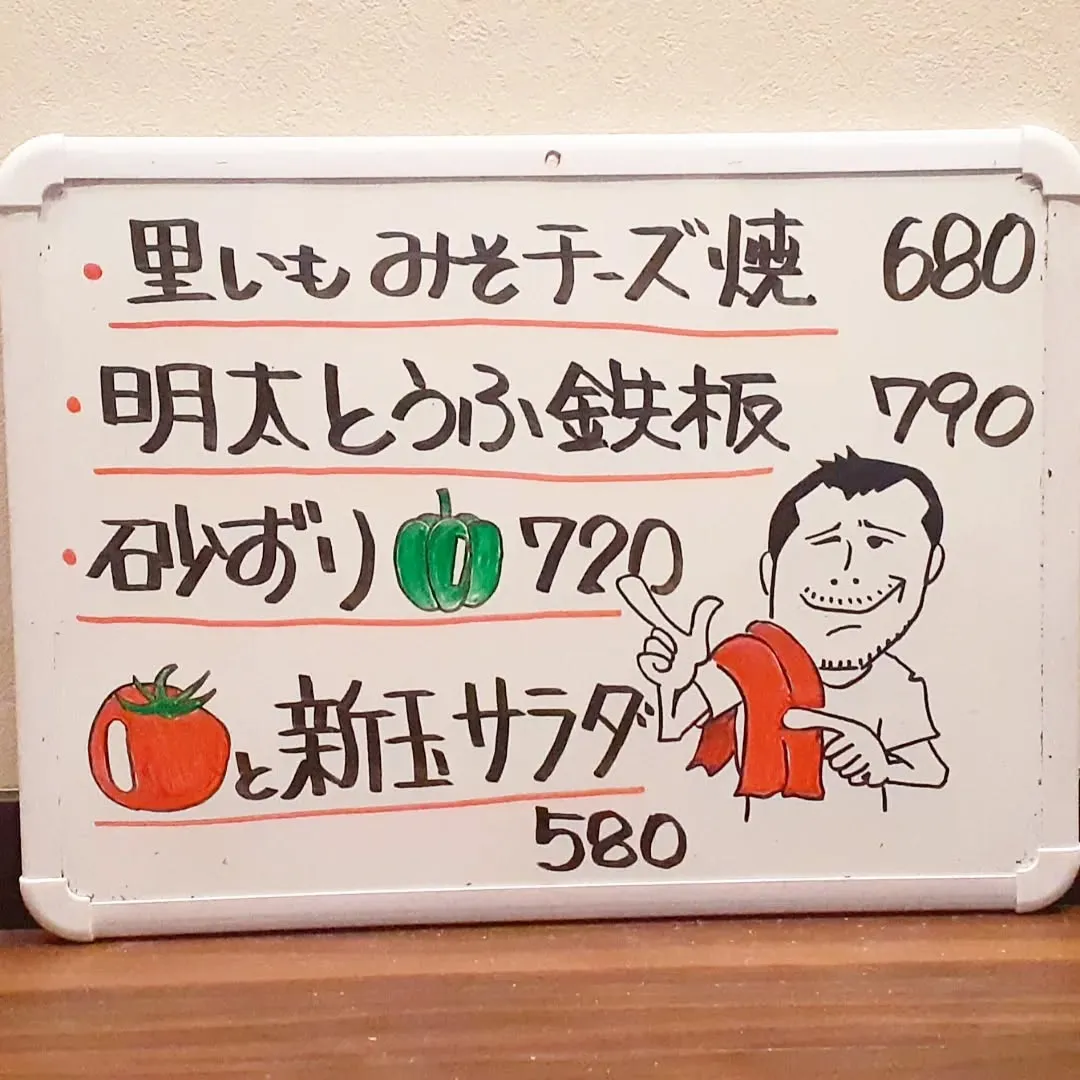 ・里いもみそチーズ焼 680
・明太とうふ鉄板 790
・砂ずり 720
と新玉サラダ
580